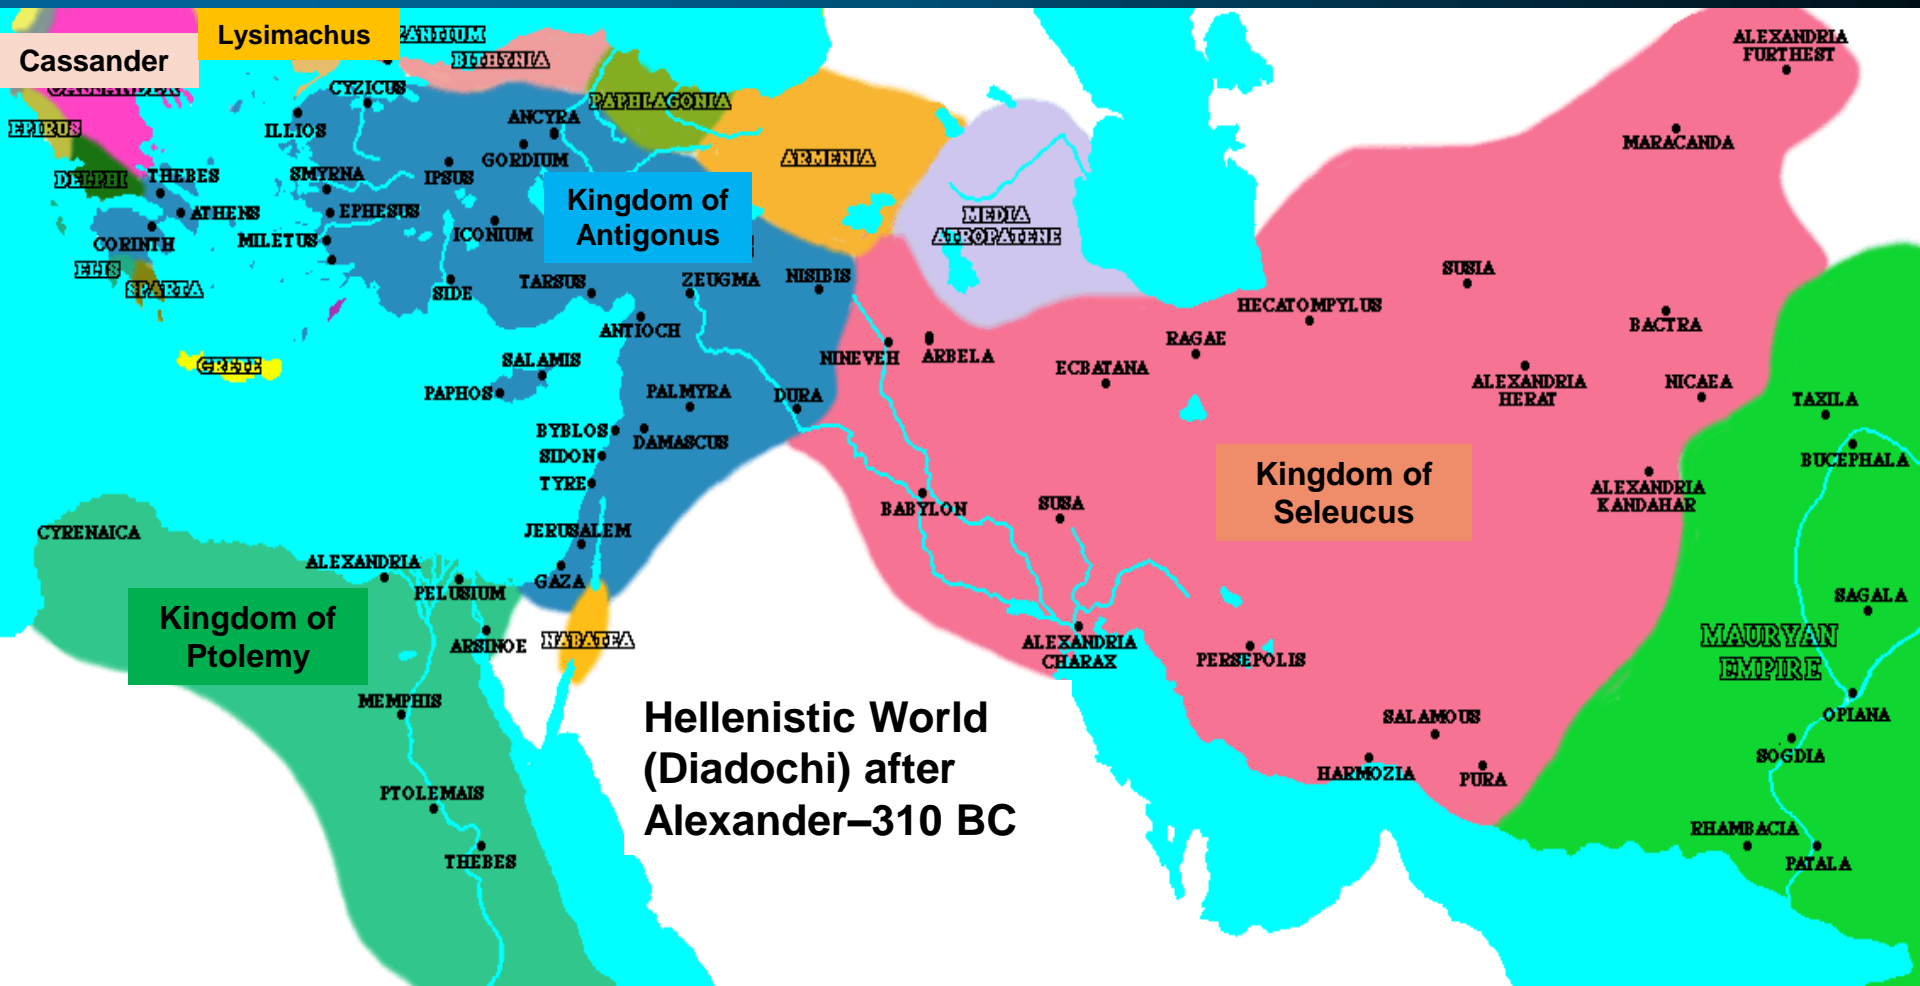 Cassander
Lysimachus
BITHYNIA
ALEXANDRIA
FURTHEST
CYZICUS
PAPHLAGONIA
ANCYRA
ILLIOS
EPIRUS
MARACANDA
GORDIUM
ARMENIA
DELPHI
THEBES
SMYRNA
IPSUS
Kingdom of
Antigonus
ATHENS
EPHESUS
MEDIA
ATROPATENE
CORINTH
MILETUS
ICONIUM
ELIS
SPARTA
SIDE
TARSUS
ZEUGMA
NISIBIS
SUSIA
HECATOMPYLUS
ANTIOCH
BACTRA
RAGAE
NINEVEH
ARBELA
CRETE
SALAMIS
ECBATANA
ALEXANDRIA
HERAT
NICAEA
PAPHOS
PALMYRA
DURA
TAXILA
BYBLOS
DAMASCUS
SIDON
BUCEPHALA
Kingdom of
Seleucus
TYRE
ALEXANDRIA
KANDAHAR
BABYLON
SUSA
CYRENAICA
JERUSALEM
ALEXANDRIA
GAZA
PELUSIUM
SAGALA
Kingdom of
Ptolemy
ARSINOE
NABATEA
ALEXANDRIA
CHARAX
PERSEPOLIS
MAURYAN
EMPIRE
MEMPHIS
Hellenistic World
(Diadochi) after
Alexander–310 BC
SALAMOUS
OPIANA
SOGDIA
HARMOZIA
PURA
PTOLEMAIS
RHAMBACIA
THEBES
PATALA